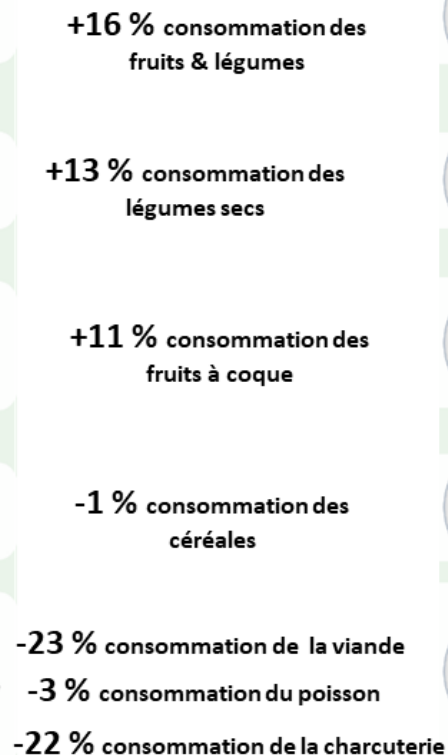 +16 % consommation des
fruits & légumes
+13 % consommation des
légumes secs
+11 % consommation des
fruits à coque
-1 % consommation des
céréales
-23 % consommation de la viande
-3 % consommation du poisson
-22 % consommation de la charcuterie